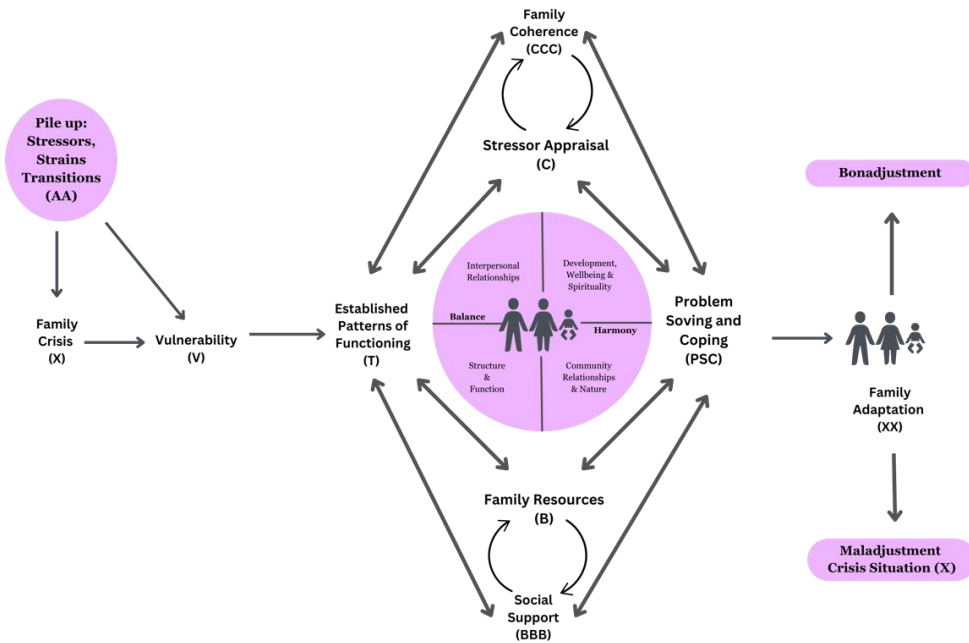 Family
Coherence
(CCC)
Pile up:
Stressors,
Strains
Transitions
(AA)
Stressor Appraisal
(C)
Bonadjustment
Interpersonal
Relationships
Development,
Wellbeing &
Spirituality
Family
Crisis
(X)
Vulnerability
(V)
Established
Patterns of
Functioning
(T)
Balance
Harmony
Problem
Soving and
Coping
(PSC)
Structure
&
Function
Community
Relationships
& Nature
Family
Adaptation
(XX)
Family Resources
(B)
Maladjustment
Crisis Situation (X)
Social
Support
(BBB)